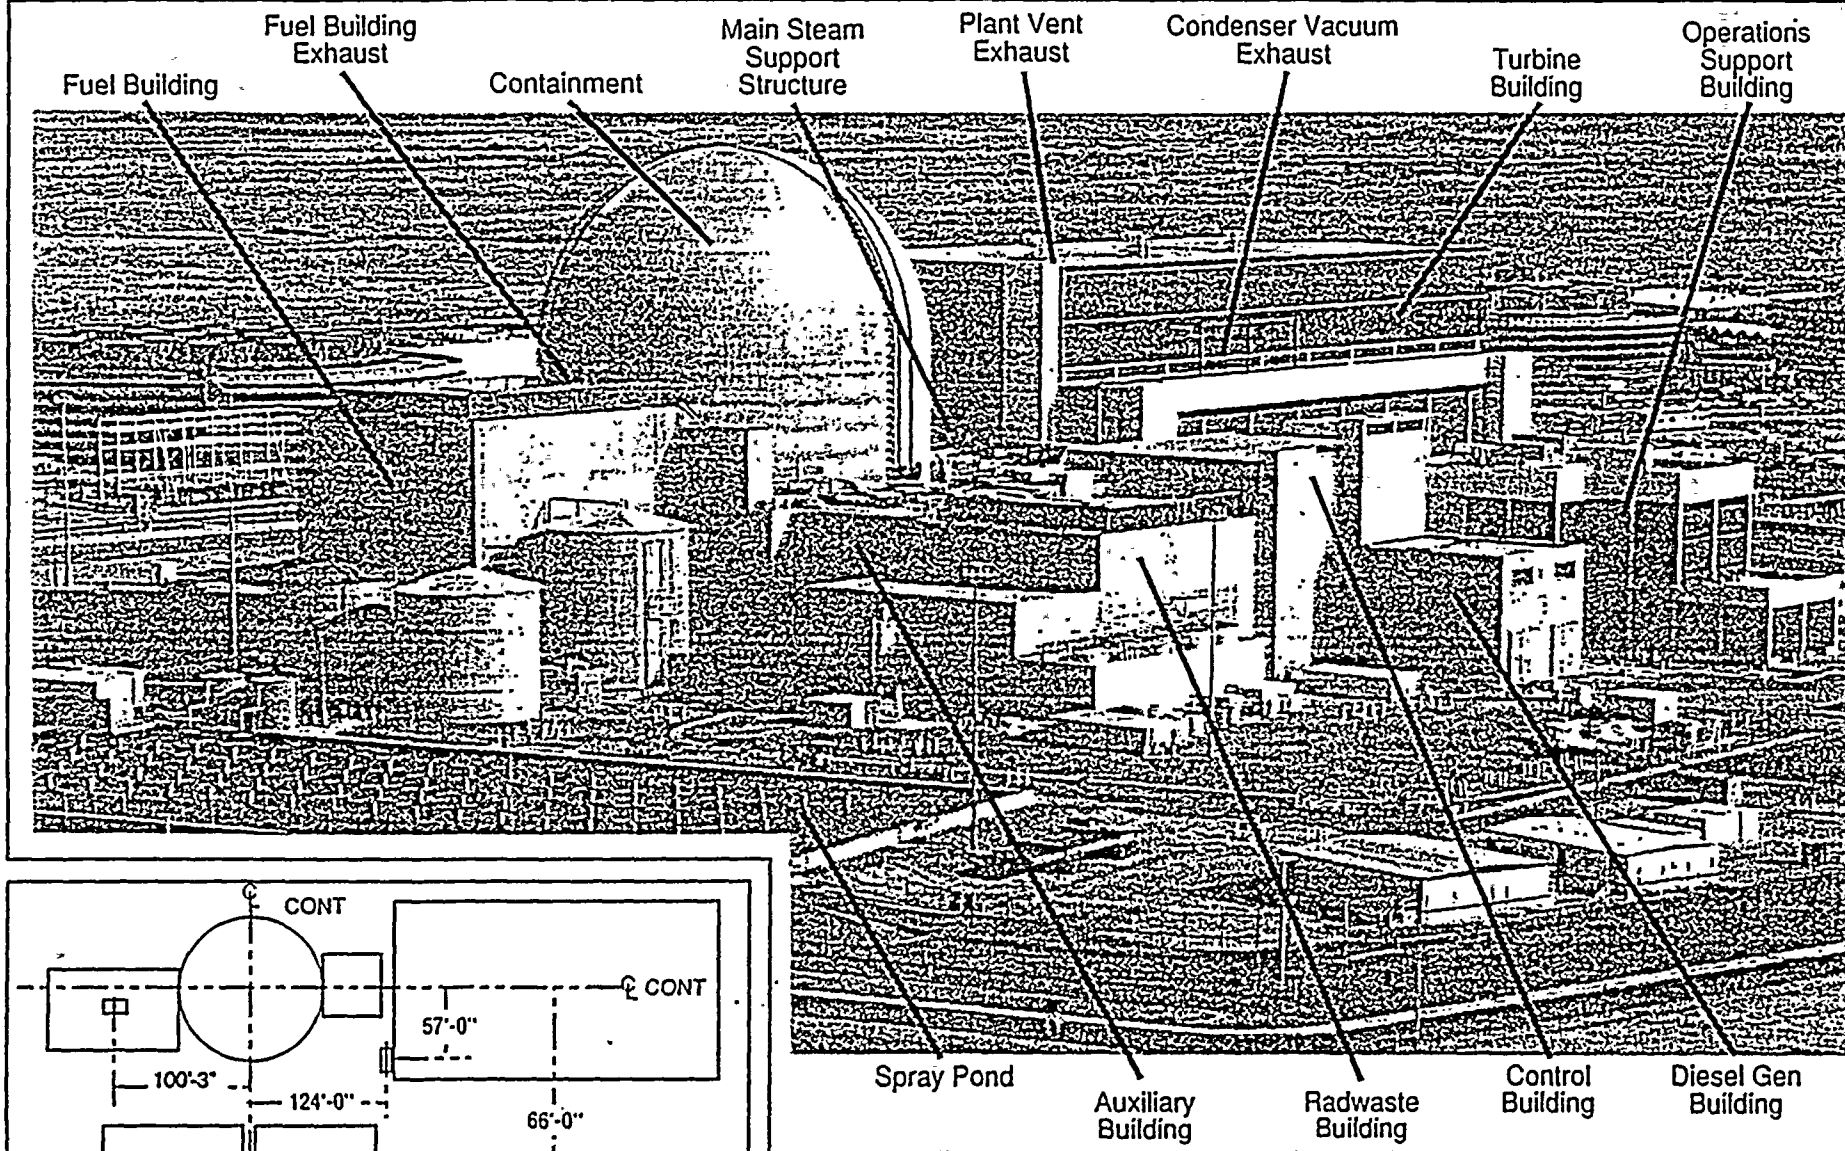 Fuel Building
Fuel Building
Exhaust
Containment
Main Steam
Support
Structure
Plant Vent
Exhaust
Condenser Vacuum
Exhaust
Turbine
Building
Operations
Support
Building
Spray Pond
Auxiliary
Building
Radwaste
Building
Control
Building
Diesel Gen
Building
℄ CONT
℄ CONT
57'-0"
100'-3"
124'-0"
66'-0"